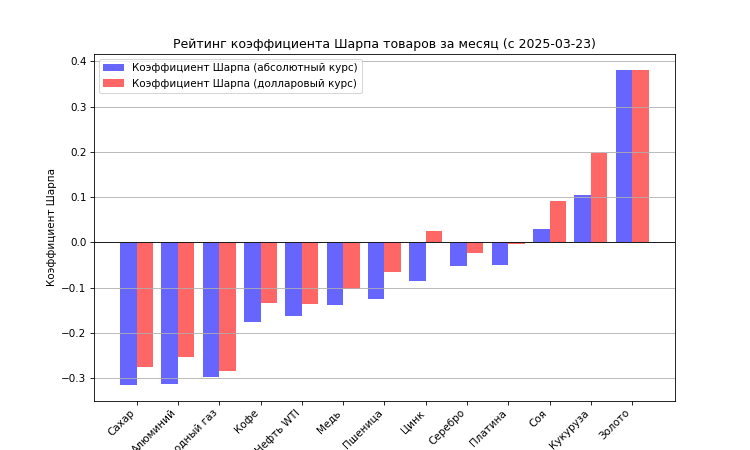 Рейтинг коэффициента Шарпа товаров за месяц (с 2025-03-23)
Коэффициент Шарпа (абсолютный курс)
Коэффициент Шарпа (долларовый курс)
Коэффициент Шарпа
0.4
0.3
0.2
0.1
0.0
−0.1
−0.2
−0.3
Сахар
Алюминий
одный газ
Кофе
Нефть WTI
Медь
Пшеница
Цинк
Серебро
Платина
Соя
Кукуруза
Золото